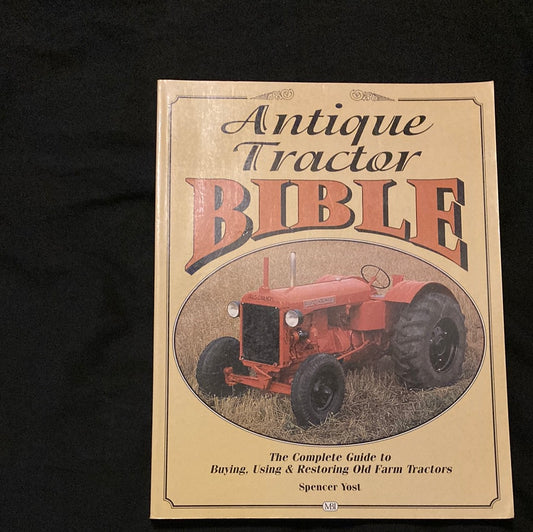 Antique
Tractor
BIBLE
The Complete Guide to
Buying, Using & Restoring Old Farm Tractors
Spencer Yost
MBI